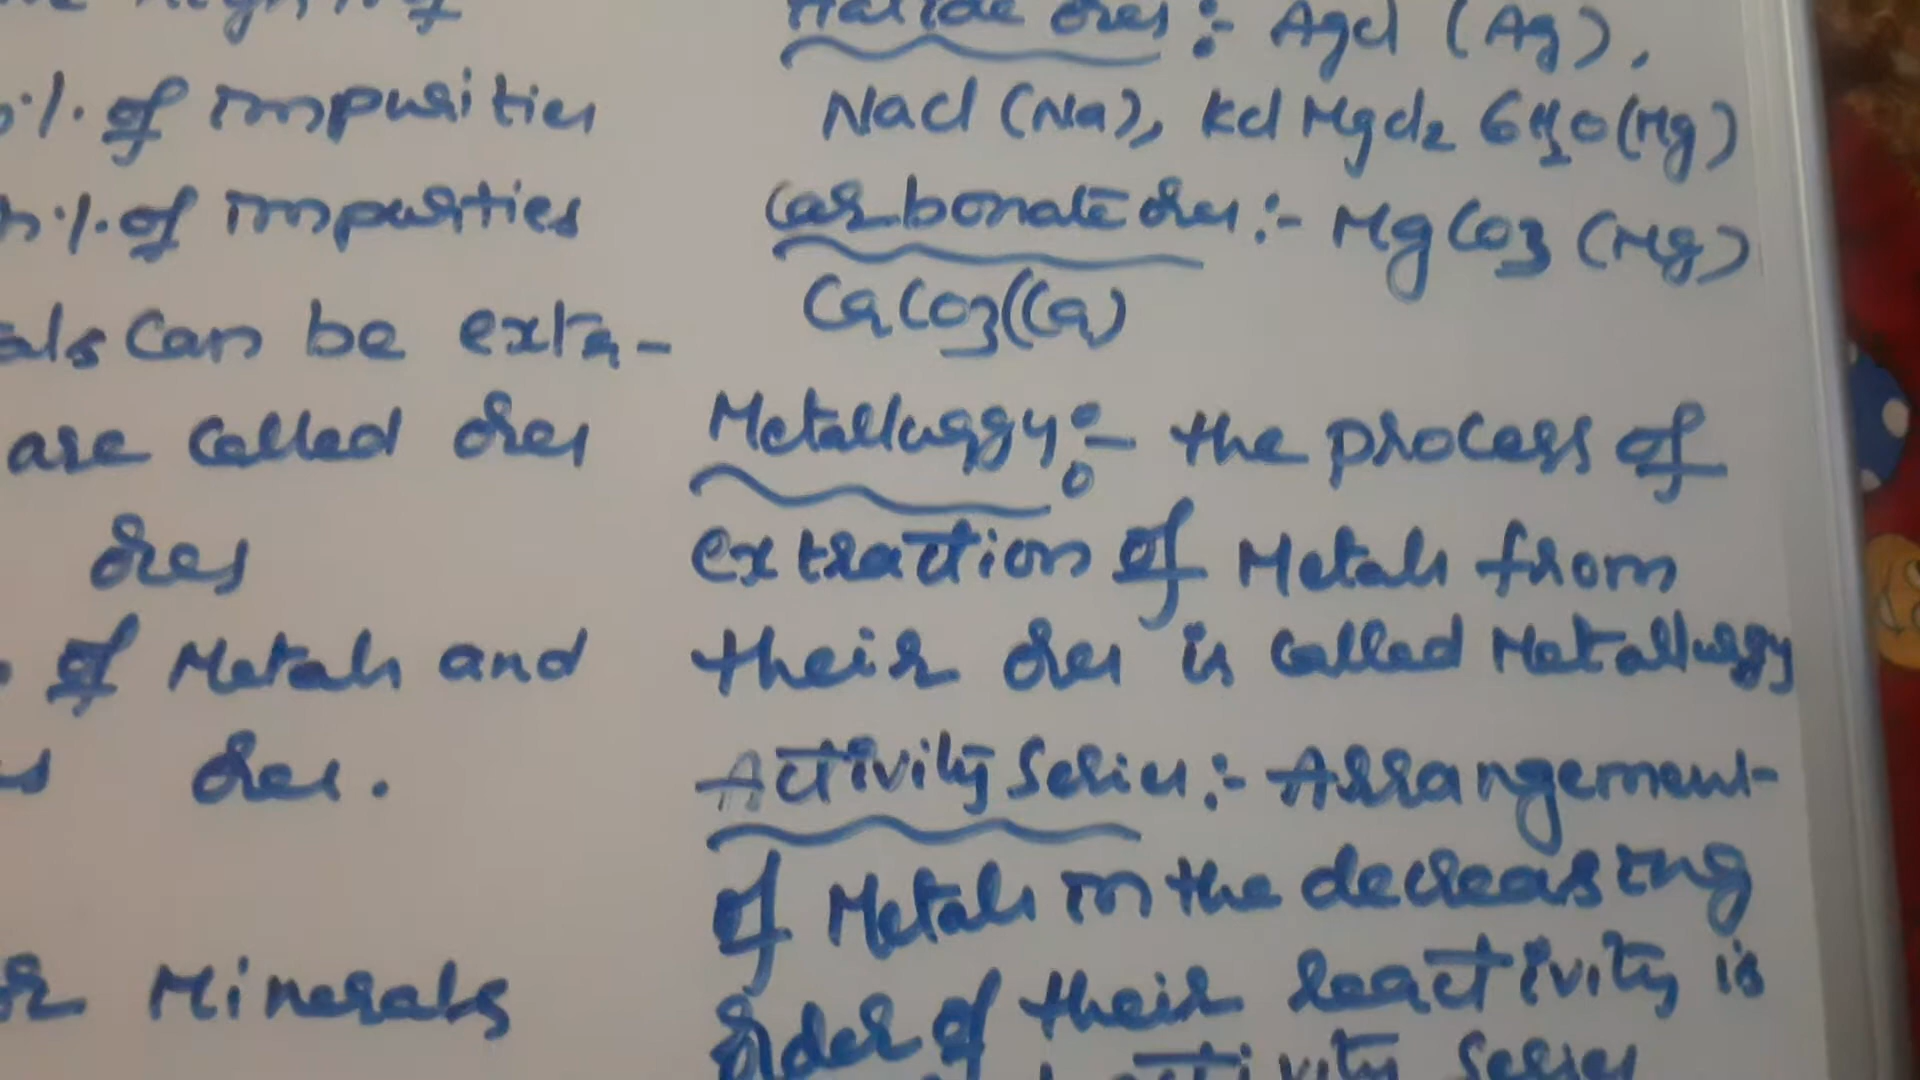 % of impurities
% of impurities
als can be extra-
are called ores
ores
of Metals and
ores.
Minerals
Halide ores :- Agcl (Ag),
Nacl (Na), Kcl Mgcl2 6H2O (Mg)
Carbonate ores :- MgCO3 (Mg)
CaCO3 (Ca)
Metallurgy :- the process of
extraction of Metals from
their ores is called Metallurgy
Activity Series :- Arrangement
of Metals in the decreasing
order of their reactivity is
activity series